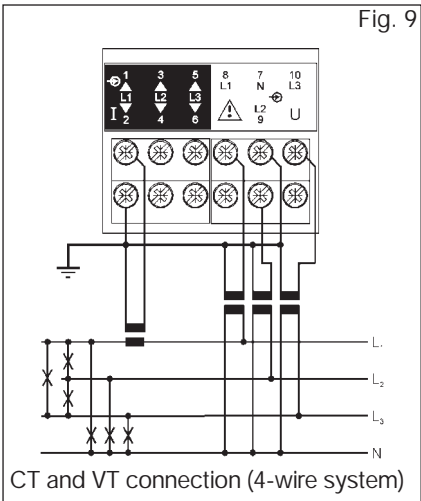 Fig. 9
1 3 5 8 7 10
L1 N L3
L1 L2 L3
I 2 4 6 L2 9 U
L1
L2
L3
N
CT and VT connection (4-wire system)